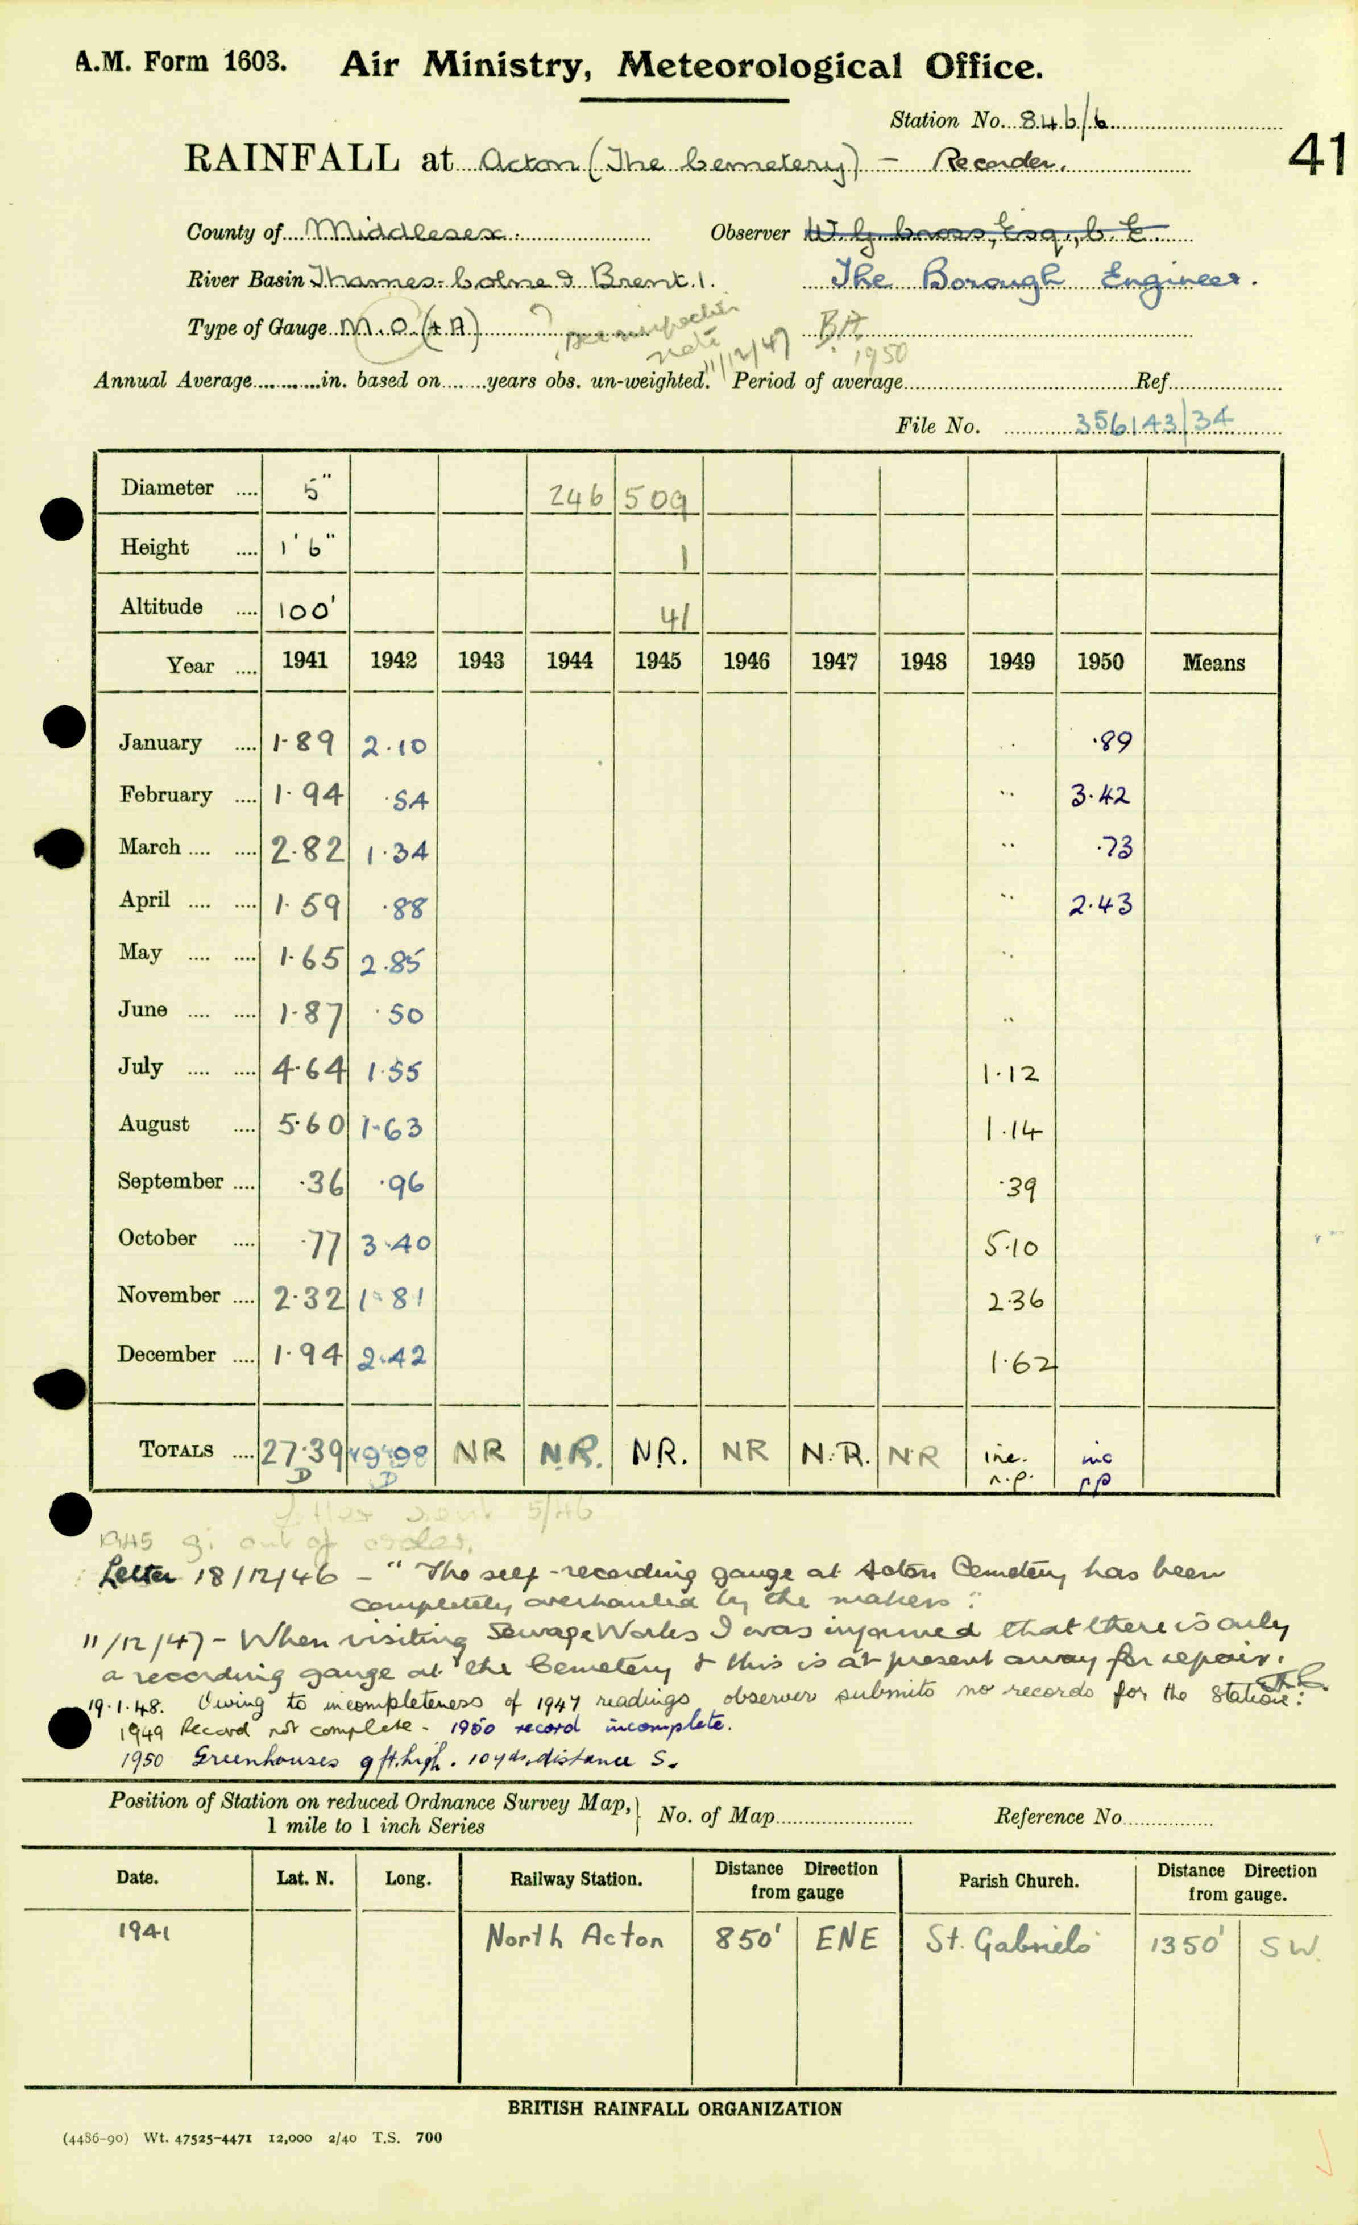 A.M. Form 1603. Air Ministry, Meteorological Office.
Station No. 846/6
41
RAINFALL at Acton (The Cemetery) - Recorder.
County of Middlesex. Observer W. G. Cross, Esq., C. E.
River Basin Thames. Colne & Brent. 1. The Borough Engineer.
Type of Gauge M.O. (+ A) ? See inspection note 11/12/47 BA. 1950
Annual Average in. based on years obs. un-weighted. Period of average Ref.
File No. 356143/34
Diameter .... 5" 246 509
Height .... 1' 6" 1
Altitude .... 100' 41
Year .... 1941 1942 1943 1944 1945 1946 1947 1948 1949 1950 Means
January .... 1.89 2.10 .. .89
February .... 1.94 .54 .. 3.42
March .... .... 2.82 1.34 .. .73
April .... .... 1.59 .88 .. 2.43
May .... .... 1.65 2.85 ..
June .... .... 1.87 .50 ..
July .... .... 4.64 1.55 1.12
August .... 5.60 1.63 1.14
September .... .36 .96 .39
October .... .77 3.40 5.10
November .... 2.32 1.81 2.36
December .... 1.94 2.42 1.62
TOTALS .... 27.39 19.98 NR N.R. N.R. NR N.R. NR inc. inc
D D n.p. np
Letter sent 5/46
1945 g. out of order.
Letter 18/12/46 - "The self-recording gauge at Acton Cemetery has been
completely overhauled by the makers".
11/12/47 - When visiting Sewage Works I was informed that there is only
a recording gauge at the Cemetery & this is at present away for repair.
19.1.48. Owing to incompleteness of 1947 readings observer submits no records for the station.
1949 Record not complete - 1950 record incomplete.
1950 Greenhouses 9 ft. high. 10 yds. distance S.
Position of Station on reduced Ordnance Survey Map, 1 mile to 1 inch Series No. of Map Reference No.
Date. Lat. N. Long. Railway Station. Distance Direction from gauge Parish Church. Distance Direction from gauge.
1941 North Acton 850' ENE St. Gabriels 1350' SW.
BRITISH RAINFALL ORGANIZATION
(4486-90) Wt. 47525-4471 12,000 2/40 T.S. 700